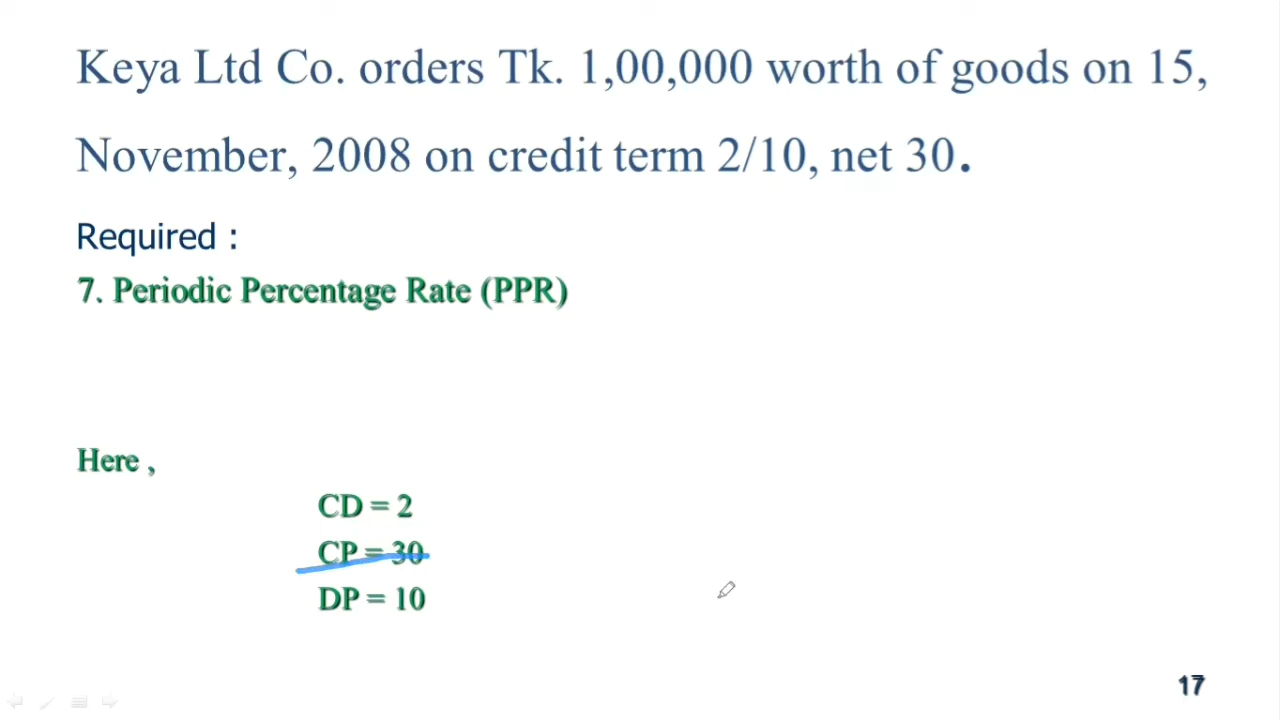 Keya Ltd Co. orders Tk. 1,00,000 worth of goods on 15,
November, 2008 on credit term 2/10, net 30.
Required :
7. Periodic Percentage Rate (PPR)
Here ,
CD = 2
CP = 30
DP = 10
17